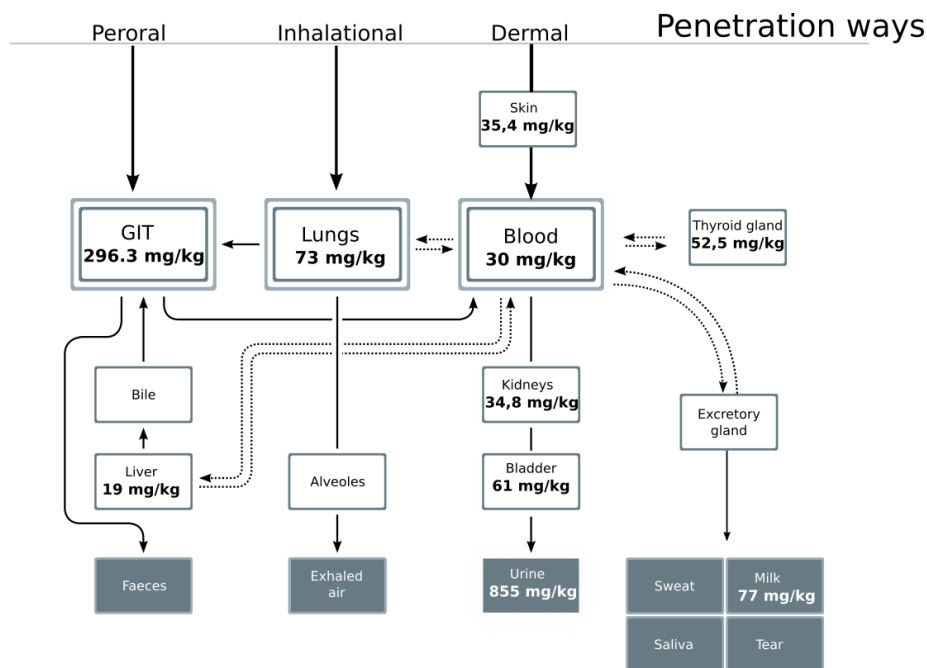 Penetration ways
Peroral
Inhalational
Dermal
Skin
35,4 mg/kg
GIT
296.3 mg/kg
Lungs
73 mg/kg
Blood
30 mg/kg
Thyroid gland
52,5 mg/kg
Bile
Kidneys
34,8 mg/kg
Excretory
gland
Liver
19 mg/kg
Alveoles
Bladder
61 mg/kg
Faeces
Exhaled
air
Urine
855 mg/kg
Sweat
Milk
77 mg/kg
Saliva
Tear